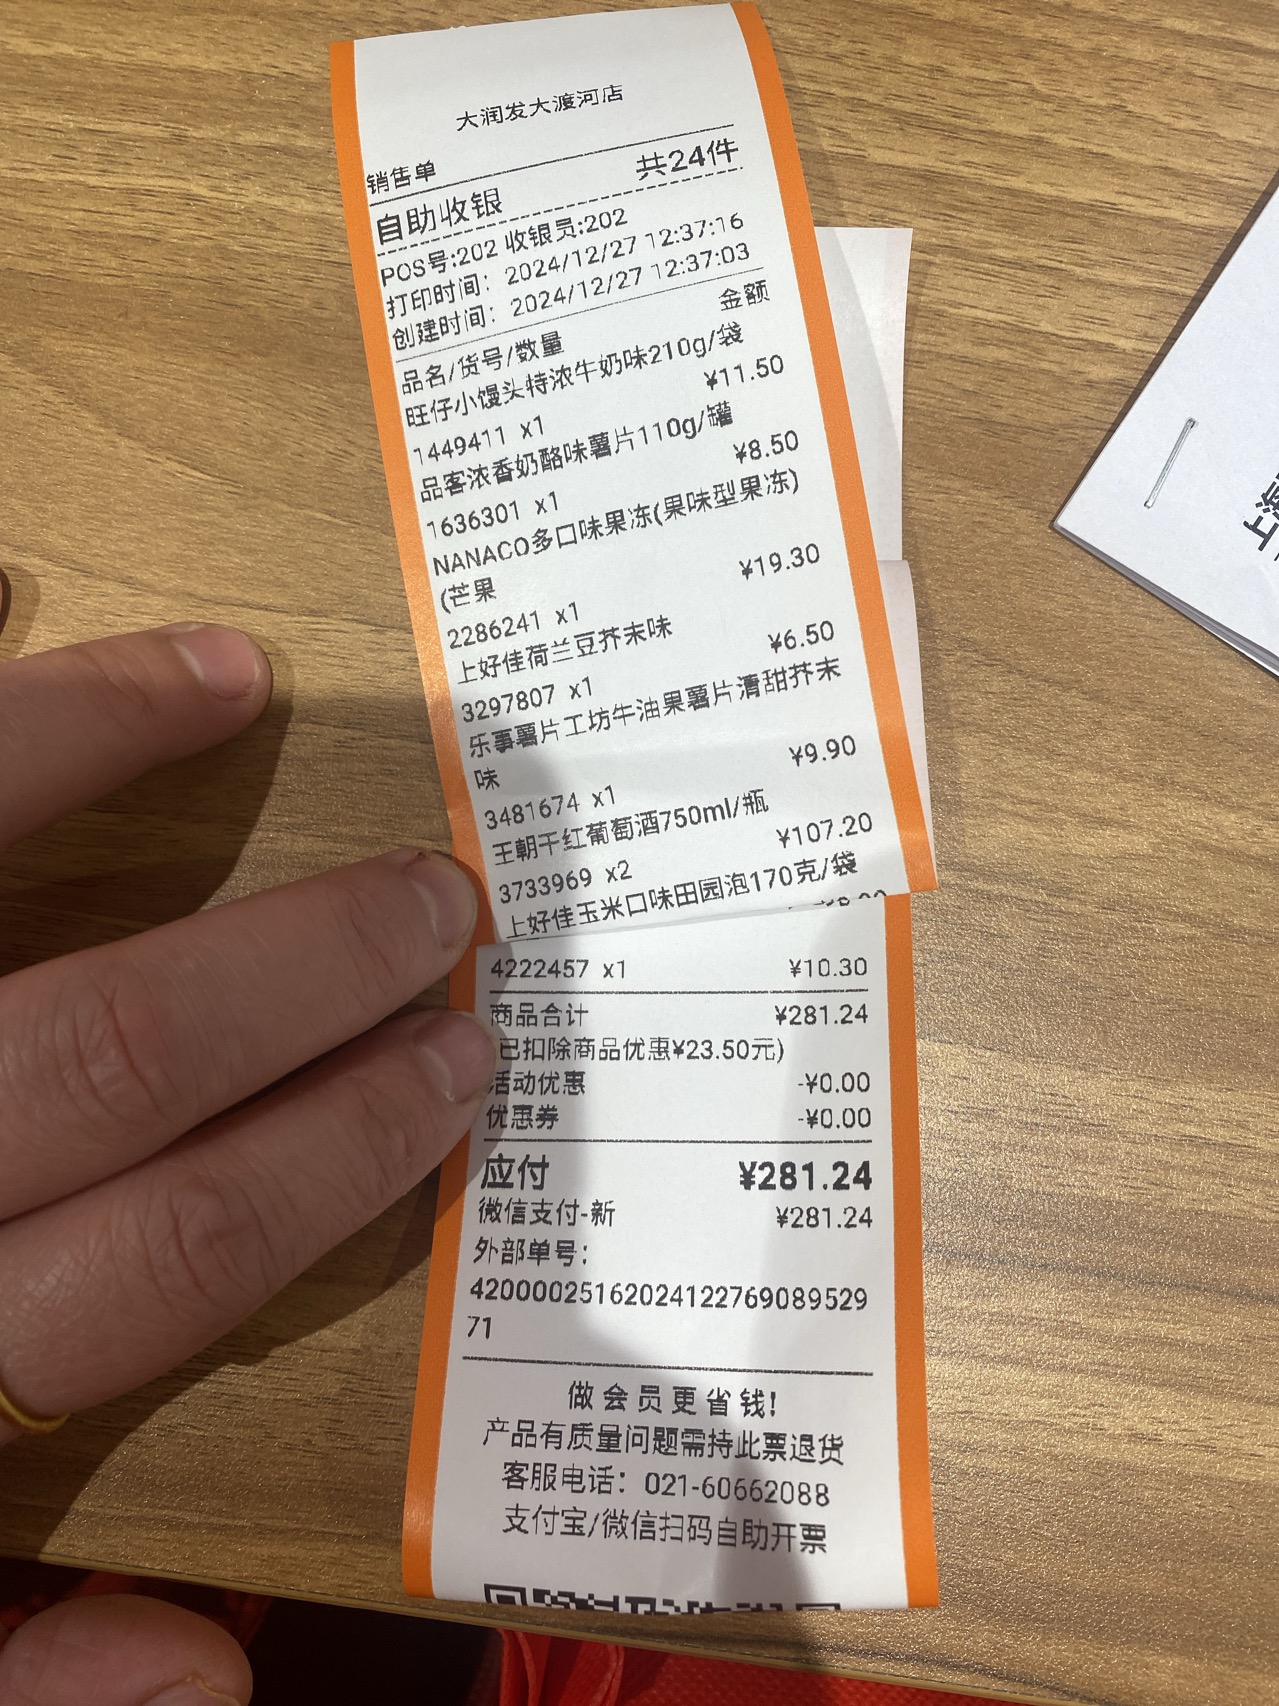 大润发大渡河店
销售单
共24件
自助收银
POS号:202 收银员:202
打印时间: 2024/12/27 12:37:16
创建时间: 2024/12/27 12:37:03
品名/货号/数量 金额
旺仔小馒头特浓牛奶味210g/袋
1449411 x1 ¥11.50
品客浓香奶酪味薯片110g/罐
1636301 x1 ¥8.50
NANACO多口味果冻(果味型果冻)
(芒果
2286241 x1 ¥19.30
上好佳荷兰豆芥末味
3297807 x1 ¥6.50
乐事薯片工坊牛油果薯片清甜芥末
味
3481674 x1 ¥9.90
王朝干红葡萄酒750ml/瓶
3733969 x2 ¥107.20
上好佳玉米口味田园泡170克/袋
4222457 x1 ¥10.30
商品合计 ¥281.24
已扣除商品优惠¥23.50元)
活动优惠 -¥0.00
优惠券 -¥0.00
应付 ¥281.24
微信支付-新 ¥281.24
外部单号:
42000025162024122769089529
71
做会员更省钱!
产品有质量问题需持此票退货
客服电话: 021-60662088
支付宝/微信扫码自助开票
上海